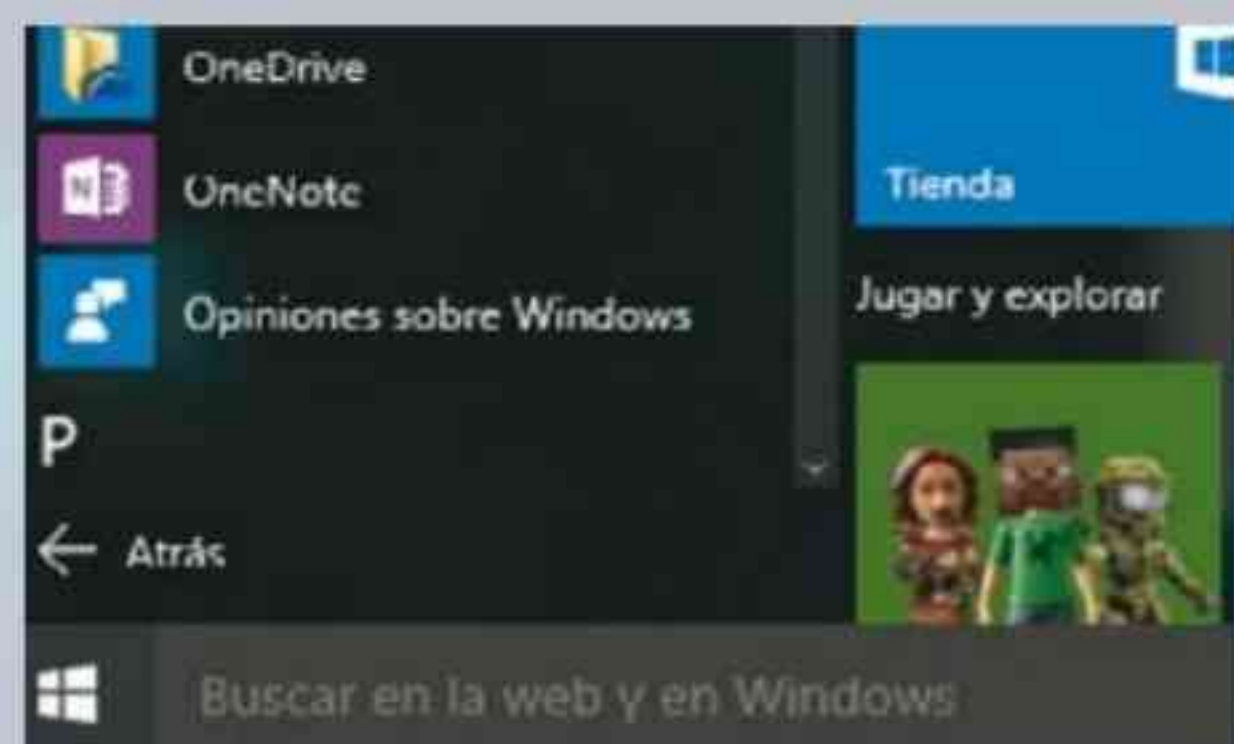 OneDrive
OneNote
Opiniones sobre Windows
P
Atrás
Tienda
Jugar y explorar
Buscar en la web y en Windows